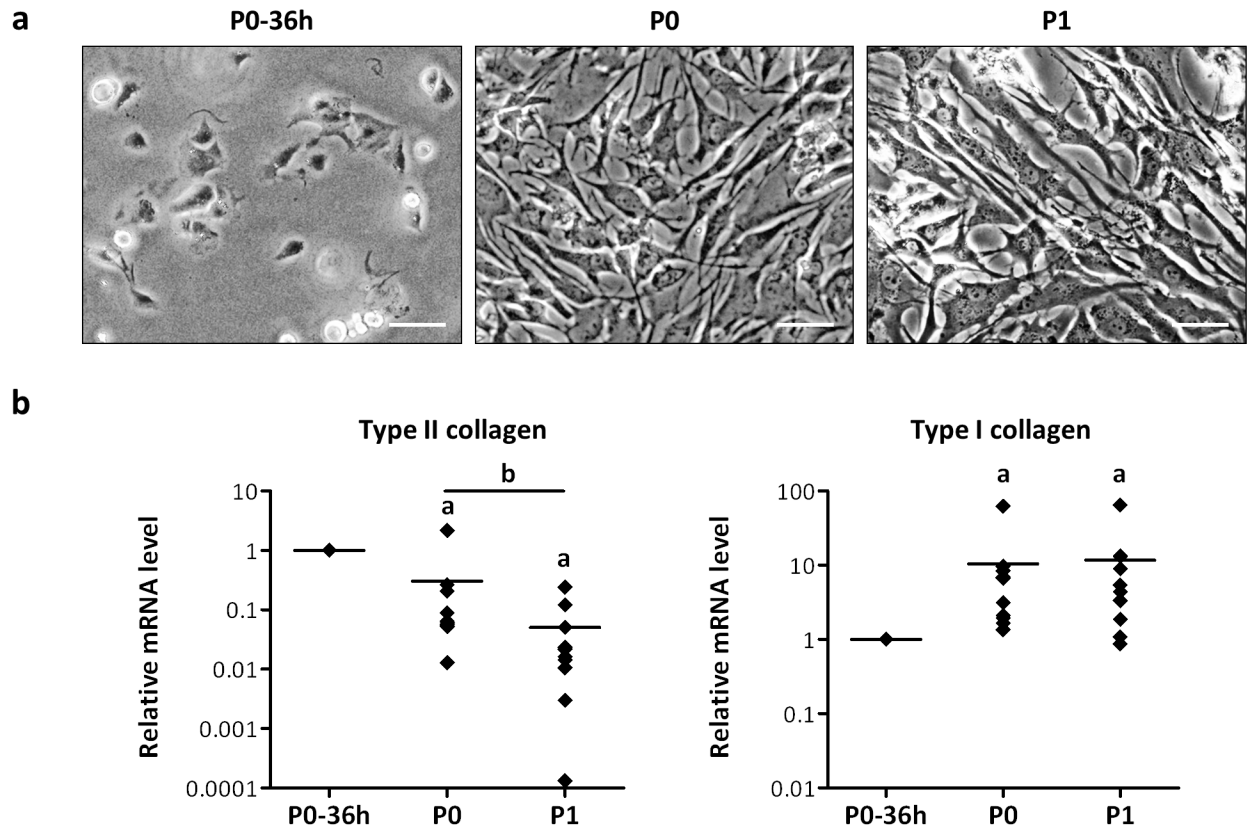 a
P0-36h P0 P1
b
Type II collagen
Relative mRNA level
10
1
0.1
0.01
0.001
0.0001
b
a
a
P0-36h P0 P1
Type I collagen
Relative mRNA level
100
10
1
0.1
0.01
a a
P0-36h P0 P1